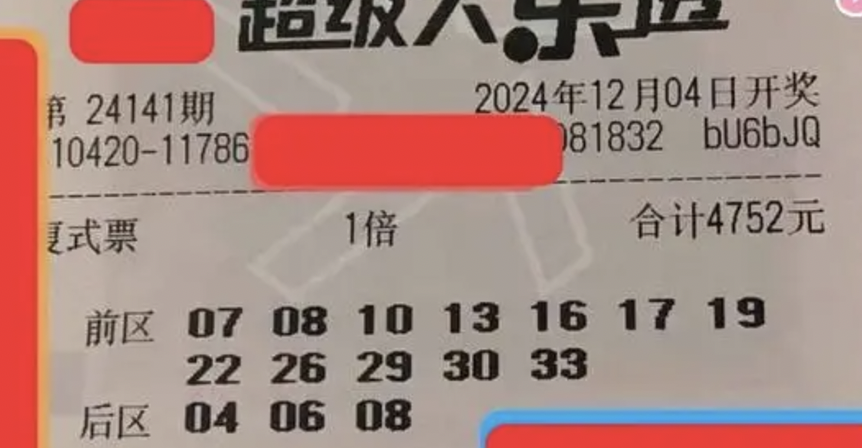 超级大乐透
第 24141期 2024年12月04日开奖
10420-11786 081832 bU6bJQ
复式票 1倍 合计4752元
前区 07 08 10 13 16 17 19
22 26 29 30 33
后区 04 06 08